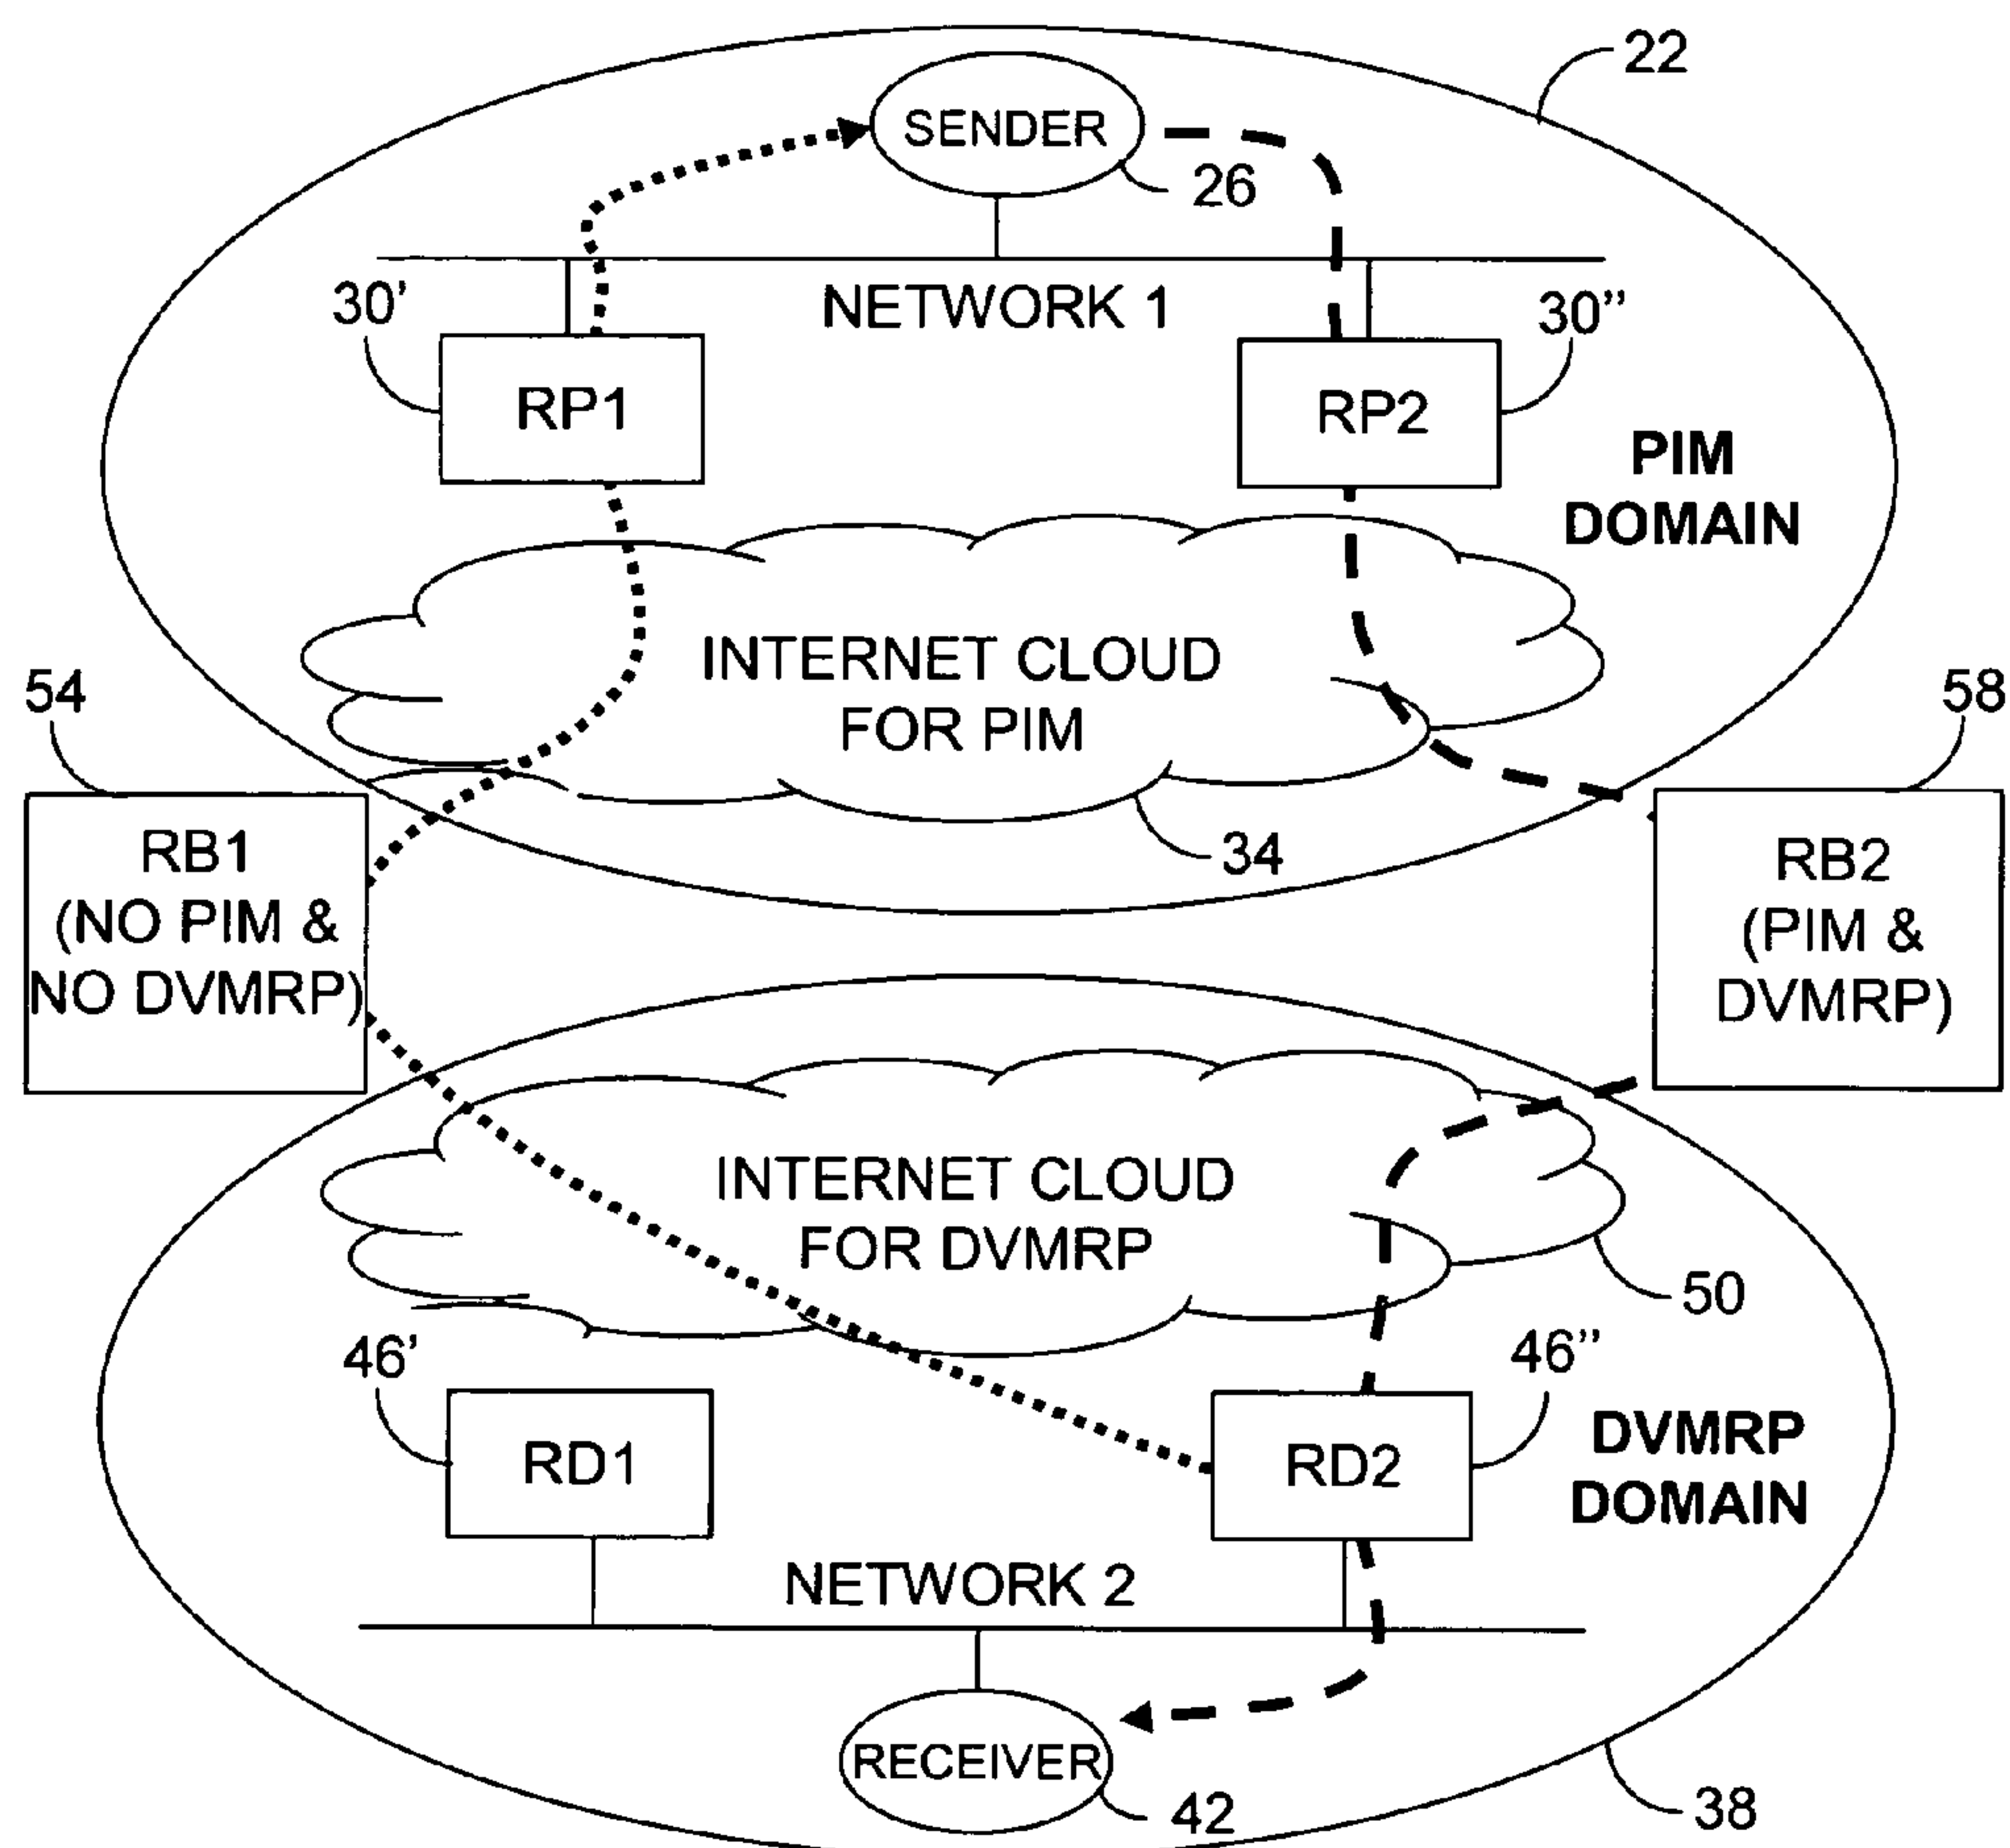 22
SENDER
26
30'
NETWORK 1
30"
RP1
RP2
PIM
DOMAIN
INTERNET CLOUD
FOR PIM
54
58
34
RB1
(NO PIM &
NO DVMRP)
RB2
(PIM &
DVMRP)
INTERNET CLOUD
FOR DVMRP
50
46'
46"
RD1
RD2
DVMRP
DOMAIN
NETWORK 2
RECEIVER
42
38